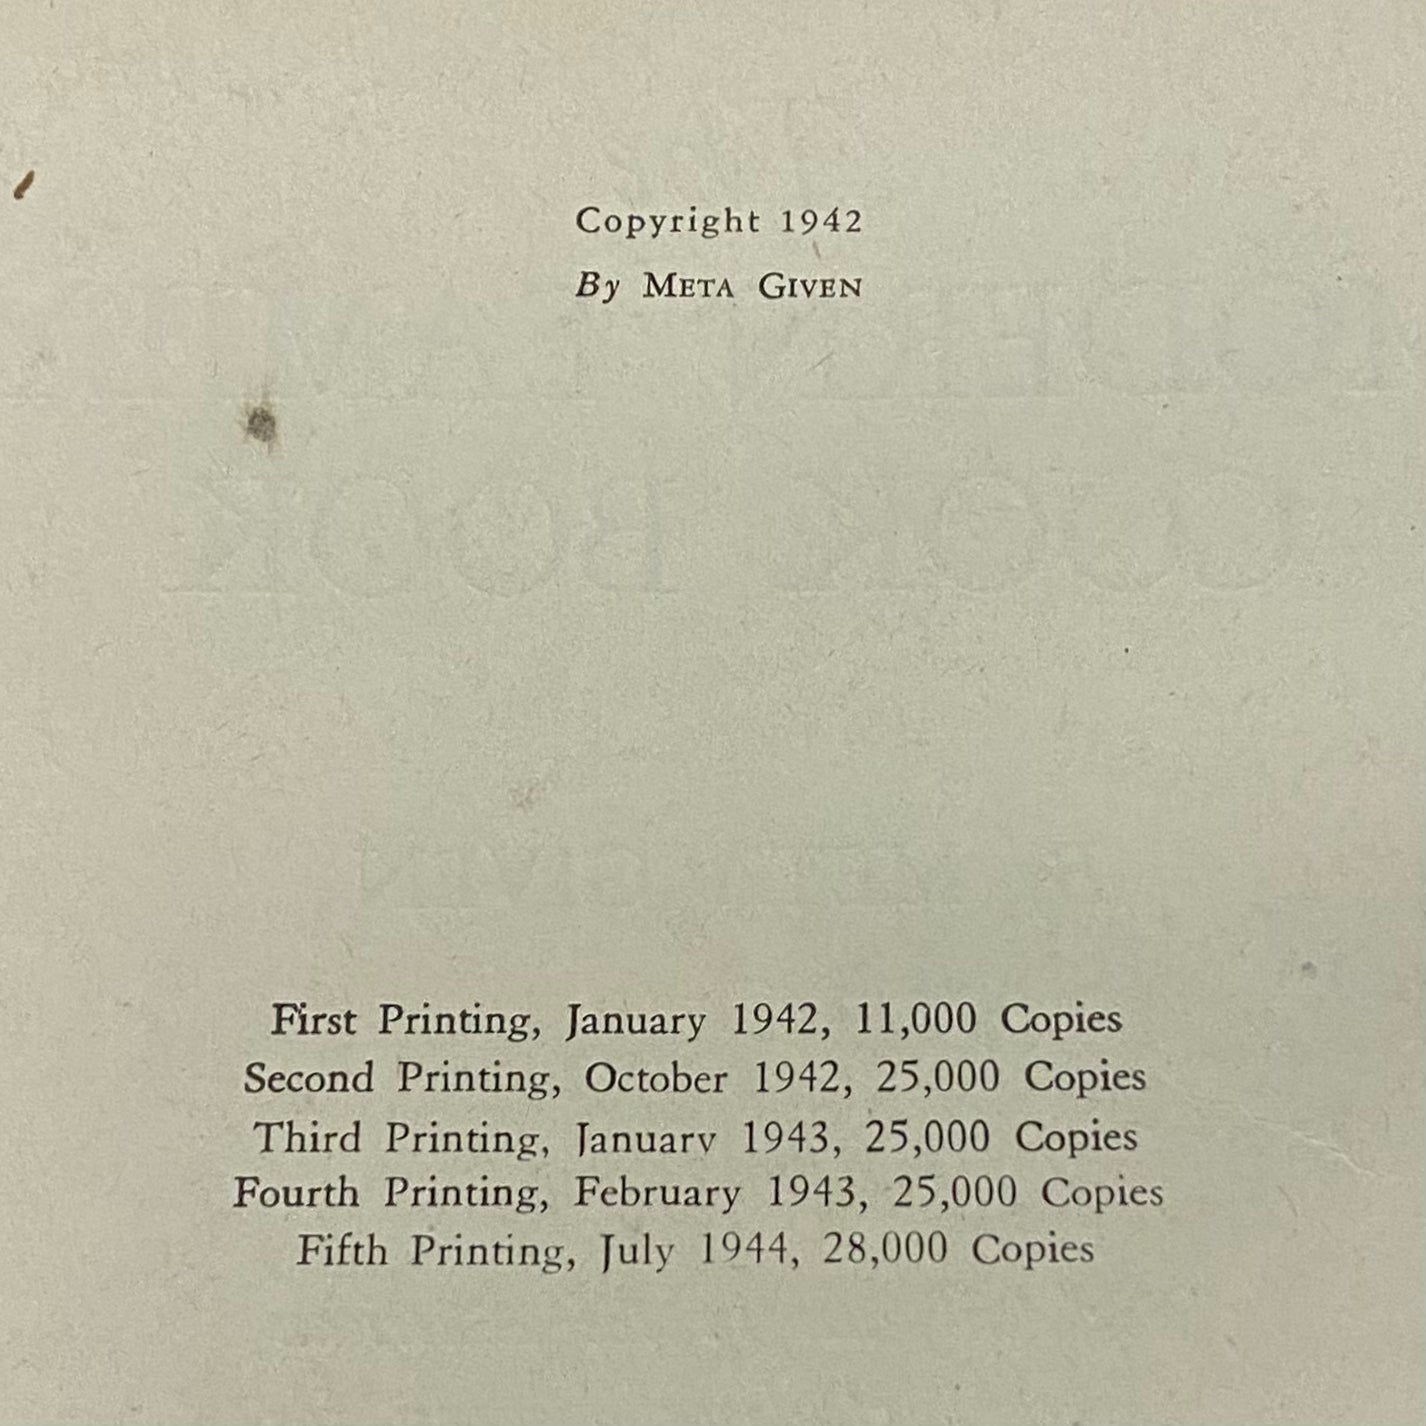 Copyright 1942
By META GIVEN
First Printing, January 1942, 11,000 Copies
Second Printing, October 1942, 25,000 Copies
Third Printing, January 1943, 25,000 Copies
Fourth Printing, February 1943, 25,000 Copies
Fifth Printing, July 1944, 28,000 Copies